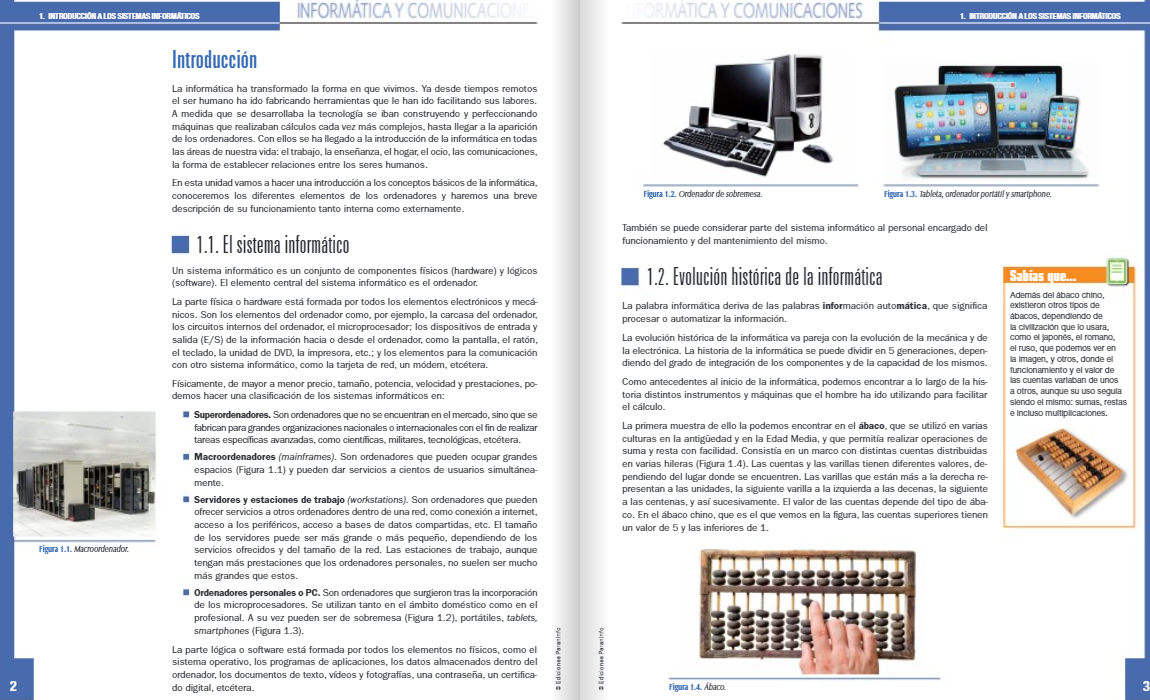 1. INTRODUCCIÓN A LOS SISTEMAS INFORMÁTICOS
INFORMÁTICA Y COMUNICACIONE
Introducción
La informática ha transformado la forma en que vivimos. Ya desde tiempos remotos
el ser humano ha ido fabricando herramientas que le han ido facilitando sus labores.
A medida que se desarrollaba la tecnología se iban construyendo y perfeccionando
máquinas que realizaban cálculos cada vez más complejos, hasta llegar a la aparición
de los ordenadores. Con ellos se ha llegado a la introducción de la informática en todas
las áreas de nuestra vida: el trabajo, la enseñanza, el hogar, el ocio, las comunicaciones,
la forma de establecer relaciones entre los seres humanos.
En esta unidad vamos a hacer una introducción a los conceptos básicos de la informática,
conoceremos los diferentes elementos de los ordenadores y haremos una breve
descripción de su funcionamiento tanto interna como externamente.
1.1. El sistema informático
Un sistema informático es un conjunto de componentes físicos (hardware) y lógicos
(software). El elemento central del sistema informático es el ordenador.
La parte física o hardware está formada por todos los elementos electrónicos y mecá-
nicos. Son los elementos del ordenador como, por ejemplo, la carcasa del ordenador,
los circuitos internos del ordenador, el microprocesador; los dispositivos de entrada y
salida (E/S) de la información hacia o desde el ordenador, como la pantalla, el ratón,
el teclado, la unidad de DVD, la impresora, etc.; y los elementos para la comunicación
con otro sistema informático, como la tarjeta de red, un módem, etcétera.
Físicamente, de mayor a menor precio, tamaño, potencia, velocidad y prestaciones, po-
demos hacer una clasificación de los sistemas informáticos en:
Superordenadores. Son ordenadores que no se encuentran en el mercado, sino que se
fabrican para grandes organizaciones nacionales o internacionales con el fin de realizar
tareas específicas avanzadas, como científicas, militares, tecnológicas, etcétera.
Macroordenadores (mainframes). Son ordenadores que pueden ocupar grandes
espacios (Figura 1.1) y pueden dar servicios a cientos de usuarios simultánea-
mente.
Servidores y estaciones de trabajo (workstations). Son ordenadores que pueden
ofrecer servicios a otros ordenadores dentro de una red, como conexión a internet,
acceso a los periféricos, acceso a bases de datos compartidas, etc. El tamaño
de los servidores puede ser más grande o más pequeño, dependiendo de los
servicios ofrecidos y del tamaño de la red. Las estaciones de trabajo, aunque
tengan más prestaciones que los ordenadores personales, no suelen ser mucho
más grandes que estos.
Ordenadores personales o PC. Son ordenadores que surgieron tras la incorporación
de los microprocesadores. Se utilizan tanto en el ámbito doméstico como en el
profesional. A su vez pueden ser de sobremesa (Figura 1.2), portátiles, tablets,
smartphones (Figura 1.3).
La parte lógica o software está formada por todos los elementos no físicos, como el
sistema operativo, los programas de aplicaciones, los datos almacenados dentro del
ordenador, los documentos de texto, vídeos y fotografías, una contraseña, un certifica-
do digital, etcétera.
Figura 1.1. Macroordenador.
© Ediciones Paraninfo
2
FORMÁTICA Y COMUNICACIONES
1. INTRODUCCIÓN A LOS SISTEMAS INFORMÁTICOS
Figura 1.2. Ordenador de sobremesa.
Figura 1.3. Tableta, ordenador portátil y smartphone.
También se puede considerar parte del sistema informático al personal encargado del
funcionamiento y del mantenimiento del mismo.
1.2. Evolución histórica de la informática
La palabra informática deriva de las palabras información automática, que significa
procesar o automatizar la información.
La evolución histórica de la informática va pareja con la evolución de la mecánica y de
la electrónica. La historia de la informática se puede dividir en 5 generaciones, depen-
diendo del grado de integración de los componentes y de la capacidad de los mismos.
Como antecedentes al inicio de la informática, podemos encontrar a lo largo de la his-
toria distintos instrumentos y máquinas que el hombre ha ido utilizando para facilitar
el cálculo.
La primera muestra de ello la podemos encontrar en el ábaco, que se utilizó en varias
culturas en la antigüedad y en la Edad Media, y que permitía realizar operaciones de
suma y resta con facilidad. Consistía en un marco con distintas cuentas distribuidas
en varias hileras (Figura 1.4). Las cuentas y las varillas tienen diferentes valores, de-
pendiendo del lugar donde se encuentren. Las varillas que están más a la derecha re-
presentan a las unidades, la siguiente varilla a la izquierda a las decenas, la siguiente
a las centenas, y así sucesivamente. El valor de las cuentas depende del tipo de ába-
co. En el ábaco chino, que es el que vemos en la figura, las cuentas superiores tienen
un valor de 5 y las inferiores de 1.
Sabías que...
Además del ábaco chino,
existieron otros tipos de
ábacos, dependiendo de
la civilización que lo usara,
como el japonés, el romano,
el ruso, que podemos ver en
la imagen, y otros, donde el
funcionamiento y el valor de
las cuentas variaban de unos
a otros, aunque su uso seguía
siendo el mismo: sumas, restas
e incluso multiplicaciones.
Figura 1.4. Ábaco.
© Ediciones Paraninfo
3